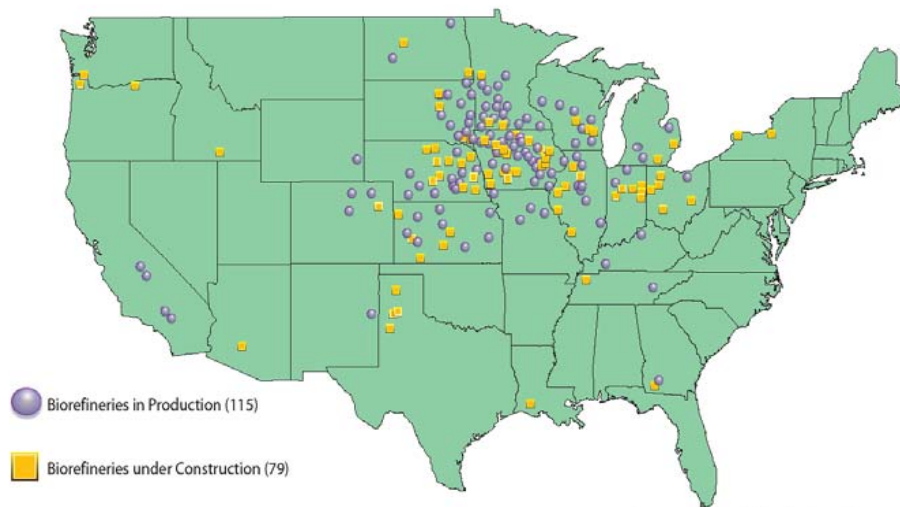 Biorefineries in Production (115)
Biorefineries under Construction (79)